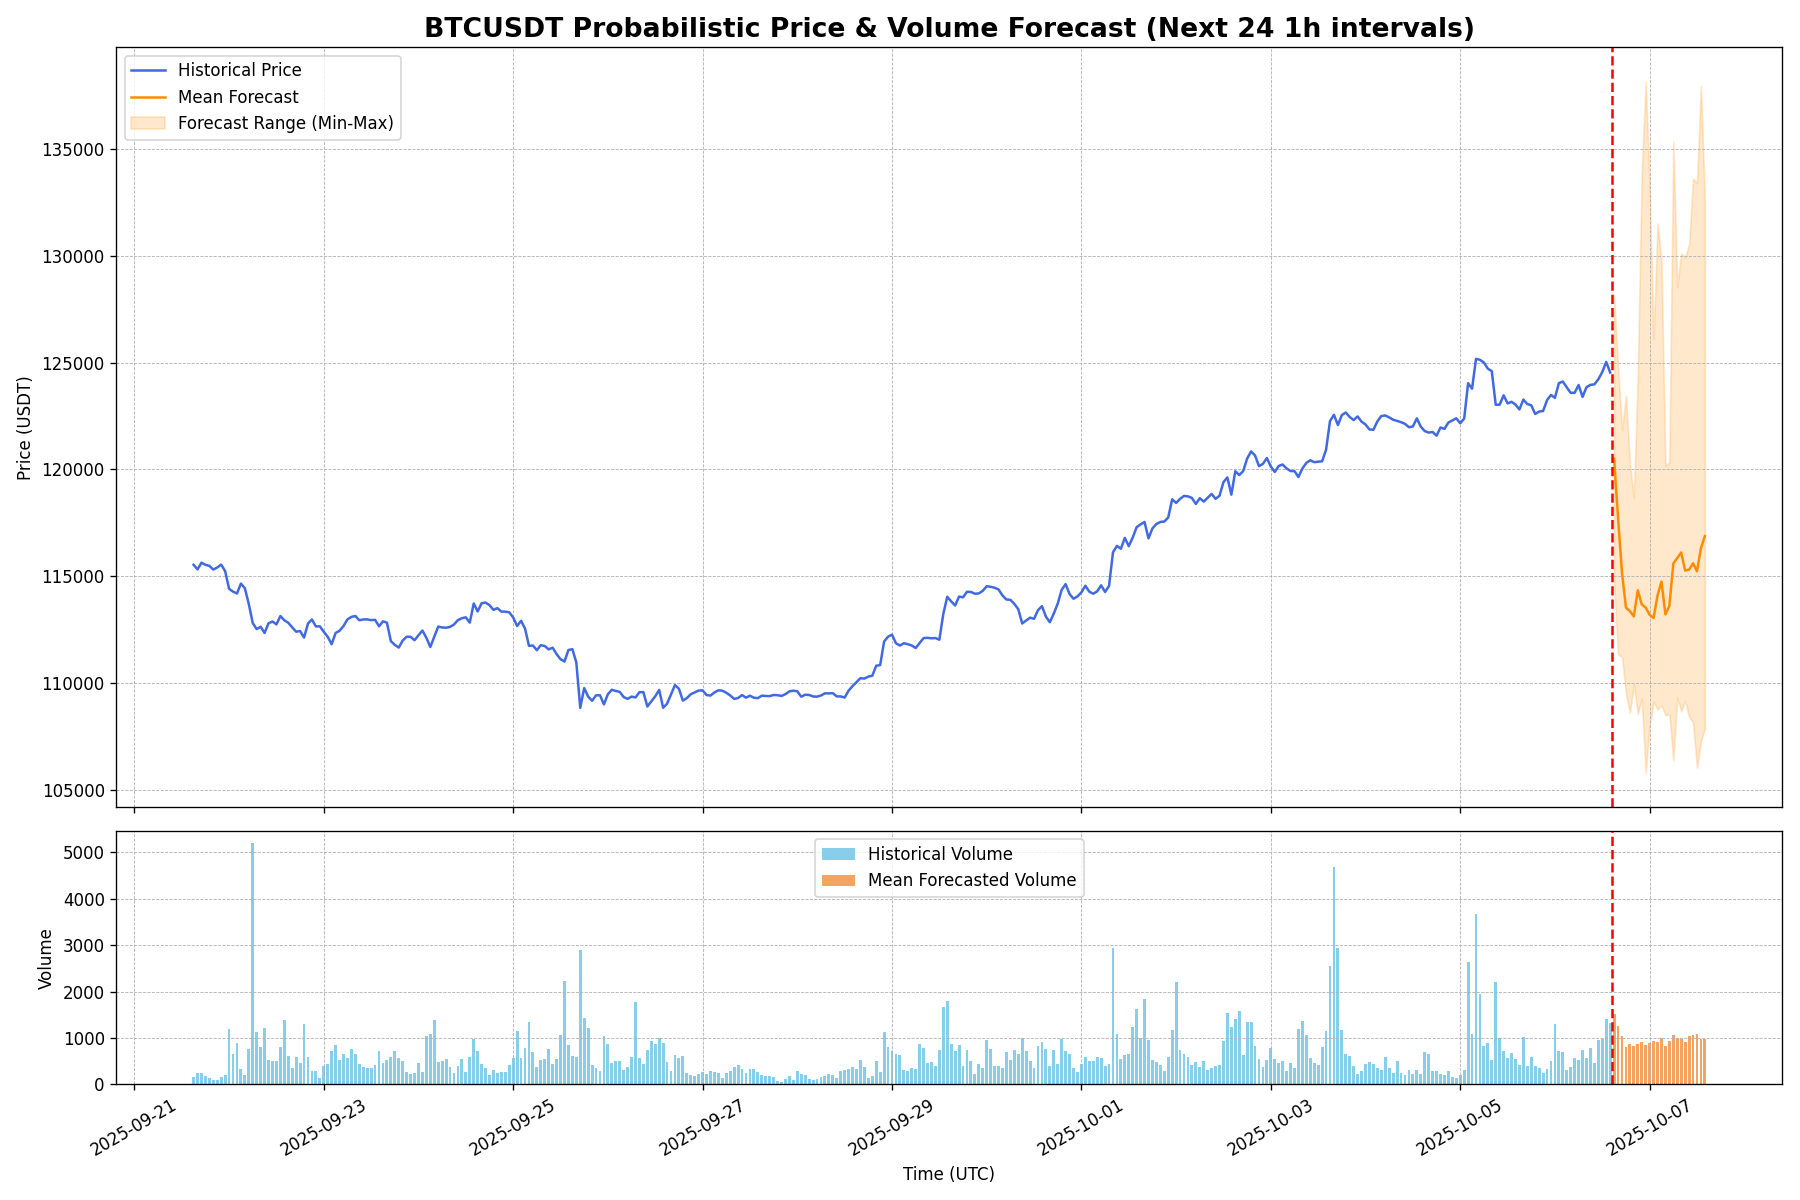 BTCUSDT Probabilistic Price & Volume Forecast (Next 24 1h intervals)
Historical Price
Mean Forecast
Forecast Range (Min-Max)
135000
130000
125000
120000
115000
110000
105000
Price (USDT)
Historical Volume
Mean Forecasted Volume
5000
4000
3000
2000
1000
0
Volume
2025-09-21
2025-09-23
2025-09-25
2025-09-27
2025-09-29
2025-10-01
2025-10-03
2025-10-05
2025-10-07
Time (UTC)